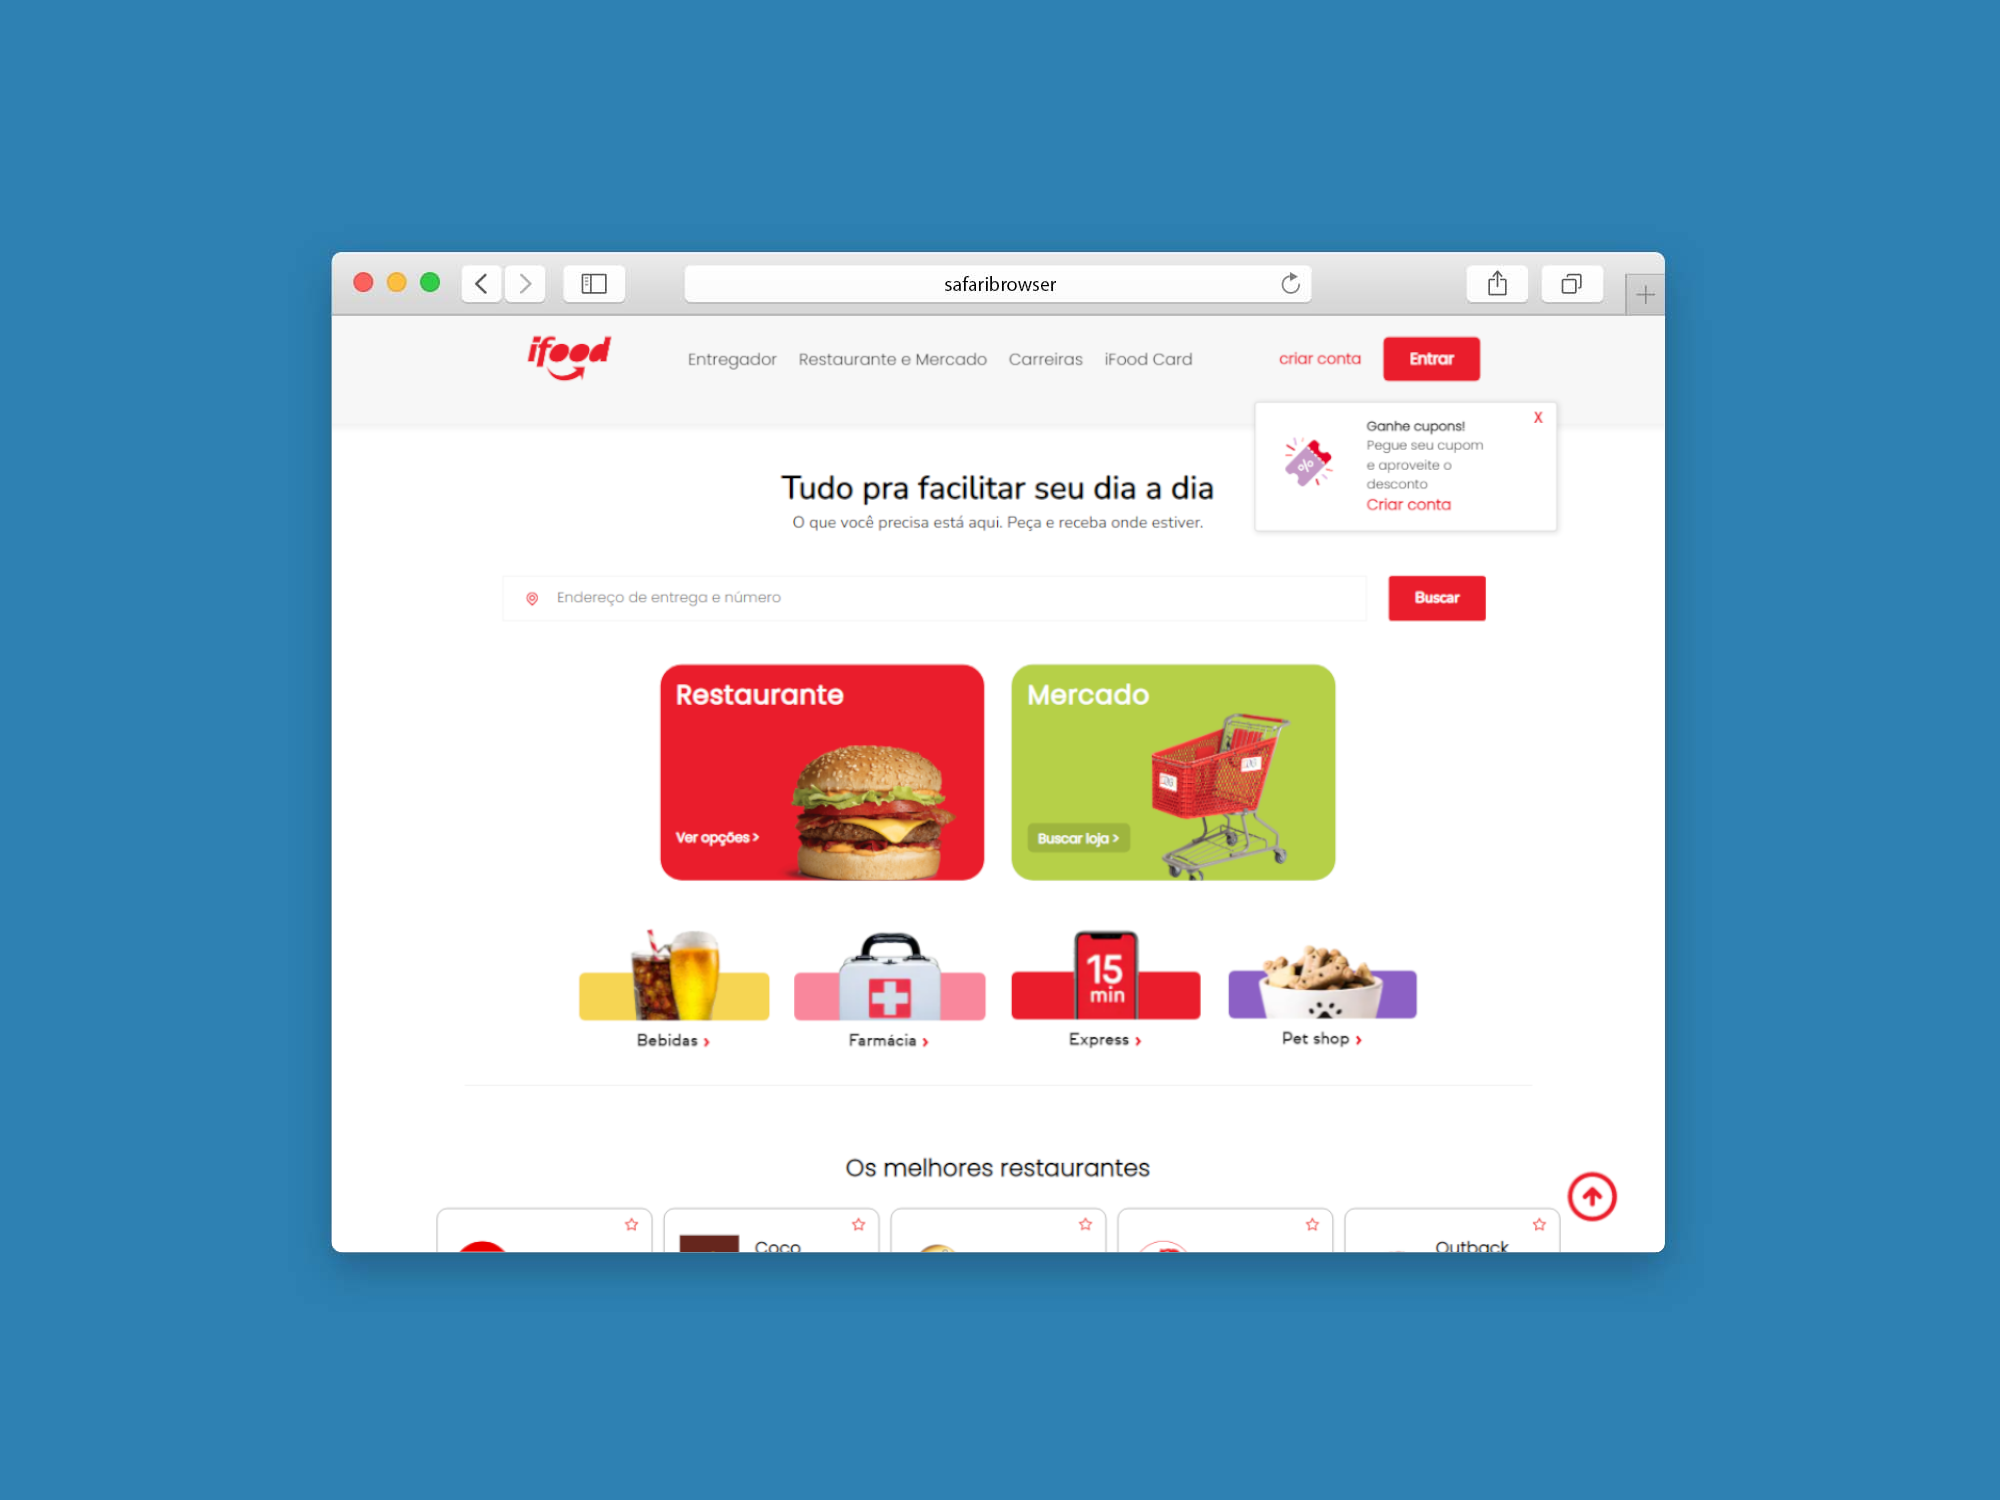 safaribrowser
ifood
Entregador Restaurante e Mercado Carreiras iFood Card
criar conta
Entrar
X
Ganhe cupons!
Pegue seu cupom
e aproveite o
desconto
Criar conta
%
Tudo pra facilitar seu dia a dia
O que você precisa está aqui. Peça e receba onde estiver.
Endereço de entrega e número
Buscar
Restaurante
Ver opções >
Mercado
Buscar loja >
15
min
Bebidas ›
Farmácia ›
Express ›
Pet shop ›
Os melhores restaurantes
Coco
Outback